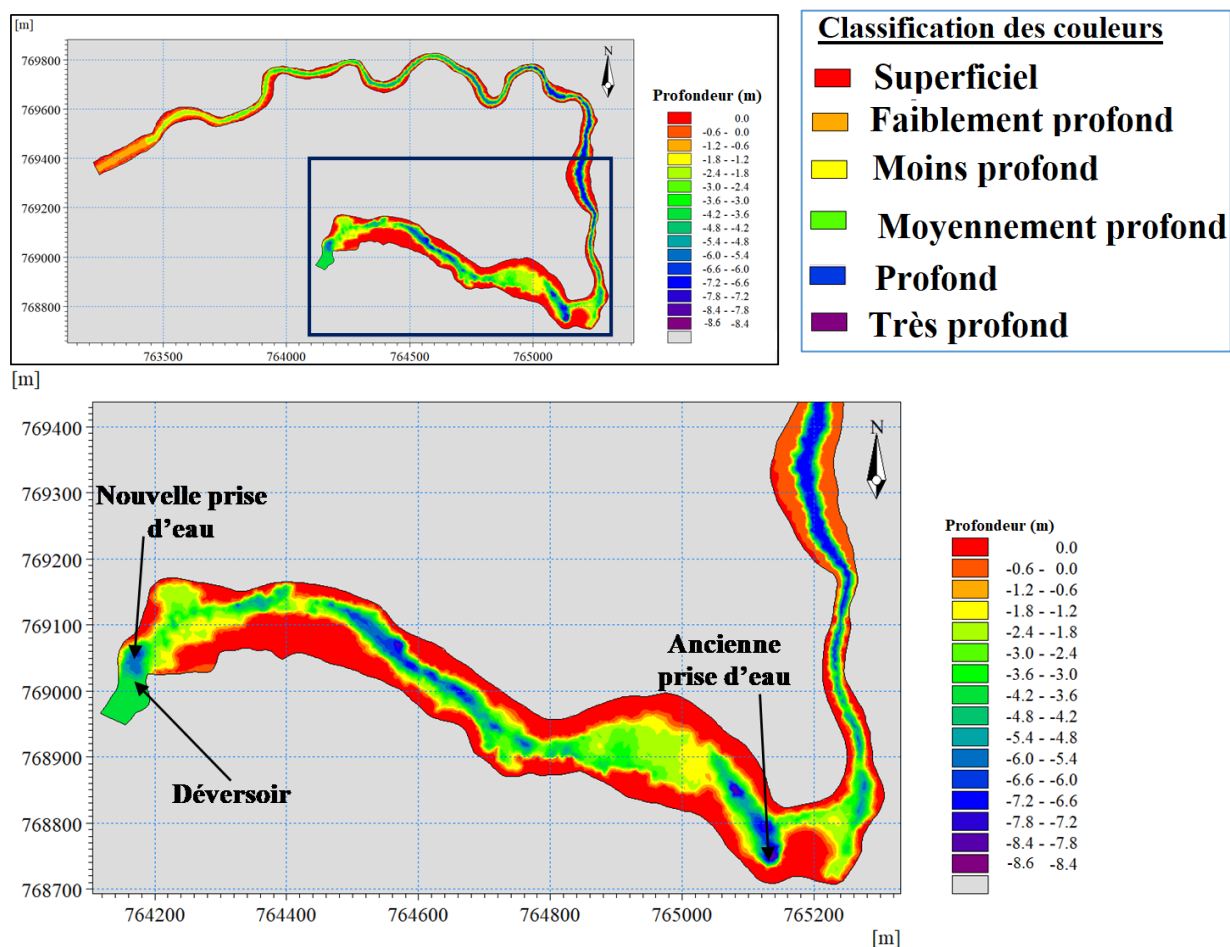 [m]
769800
769600
769400
769200
769000
768800
763500 764000 764500 765000
[m]
N
Profondeur (m)
0.0
-0.6 - 0.0
-1.2 - -0.6
-1.8 - -1.2
-2.4 - -1.8
-3.0 - -2.4
-3.6 - -3.0
-4.2 - -3.6
-4.8 - -4.2
-5.4 - -4.8
-6.0 - -5.4
-6.6 - -6.0
-7.2 - -6.6
-7.8 - -7.2
-8.4 - -7.8
-8.6 -8.4
Classification des couleurs
Superficiel
Faiblement profond
Moins profond
Moyennement profond
Profond
Très profond
769400
769300
769200
769100
769000
768900
768800
768700
764200 764400 764600 764800 765000 765200
[m]
N
Nouvelle prise
d’eau
Déversoir
Ancienne
prise d’eau
Profondeur (m)
0.0
-0.6 - 0.0
-1.2 - -0.6
-1.8 - -1.2
-2.4 - -1.8
-3.0 - -2.4
-3.6 - -3.0
-4.2 - -3.6
-4.8 - -4.2
-5.4 - -4.8
-6.0 - -5.4
-6.6 - -6.0
-7.2 - -6.6
-7.8 - -7.2
-8.4 - -7.8
-8.6 -8.4